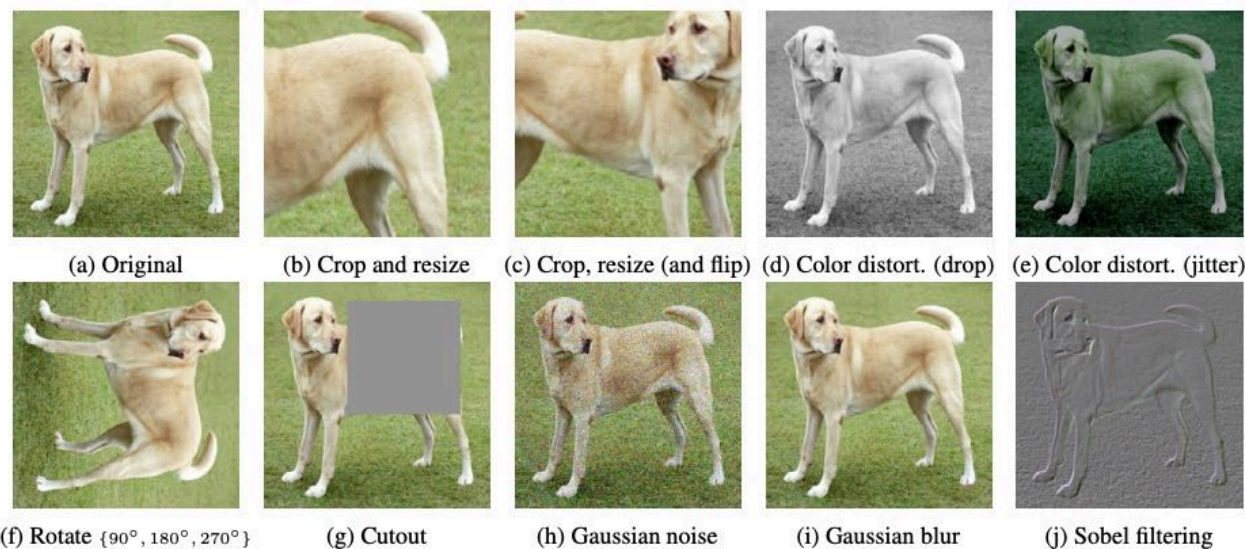 (a) Original
(b) Crop and resize
(c) Crop, resize (and flip)
(d) Color distort. (drop)
(e) Color distort. (jitter)
(f) Rotate {90°, 180°, 270°}
(g) Cutout
(h) Gaussian noise
(i) Gaussian blur
(j) Sobel filtering